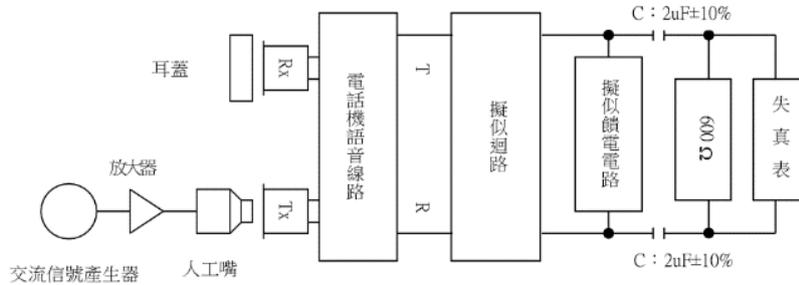 C：2uF±10%
耳蓋
Rx
電話機語音線路
T
擬似迴路
擬似饋電電路
600Ω
失真表
放大器
Tx
R
交流信號產生器
人工嘴
C：2uF±10%